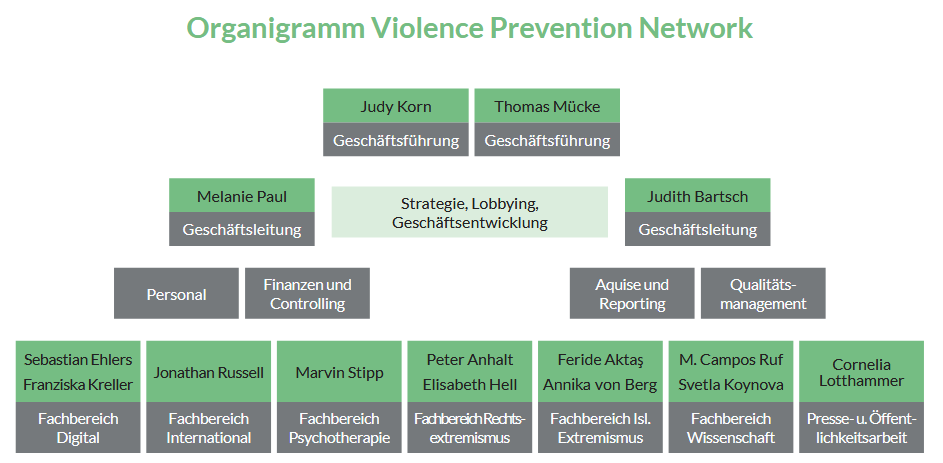 Organigramm Violence Prevention Network
Judy Korn
Geschäftsführung
Thomas Mücke
Geschäftsführung
Melanie Paul
Geschäftsleitung
Strategie, Lobbying,
Geschäftsentwicklung
Judith Bartsch
Geschäftsleitung
Personal
Finanzen und
Controlling
Aquise und
Reporting
Qualitäts-
management
Sebastian Ehlers
Franziska Kreller
Fachbereich
Digital
Jonathan Russell
Fachbereich
International
Marvin Stipp
Fachbereich
Psychotherapie
Peter Anhalt
Elisabeth Hell
Fachbereich Rechts-
extremismus
Feride Aktaş
Annika von Berg
Fachbereich Isl.
Extremismus
M. Campos Ruf
Svetla Koynova
Fachbereich
Wissenschaft
Cornelia
Lotthammer
Presse- u. Öffent-
lichkeitsarbeit